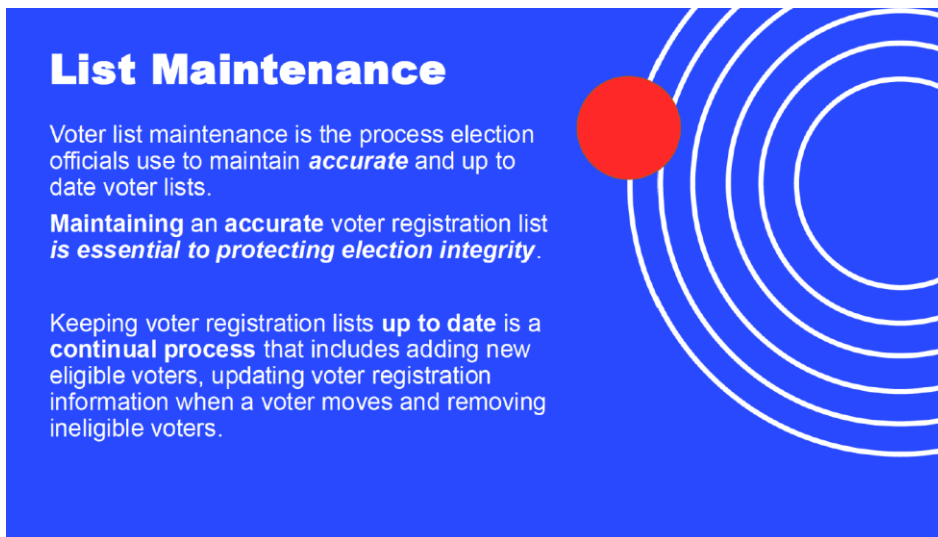 List Maintenance
Voter list maintenance is the process election
officials use to maintain accurate and up to
date voter lists.
Maintaining an accurate voter registration list
is essential to protecting election integrity.
Keeping voter registration lists up to date is a
continual process that includes adding new
eligible voters, updating voter registration
information when a voter moves and removing
ineligible voters.